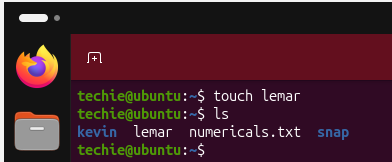 techie@ubuntu:~$ touch lemar
techie@ubuntu:~$ ls
kevin lemar numericals.txt snap
techie@ubuntu:~$